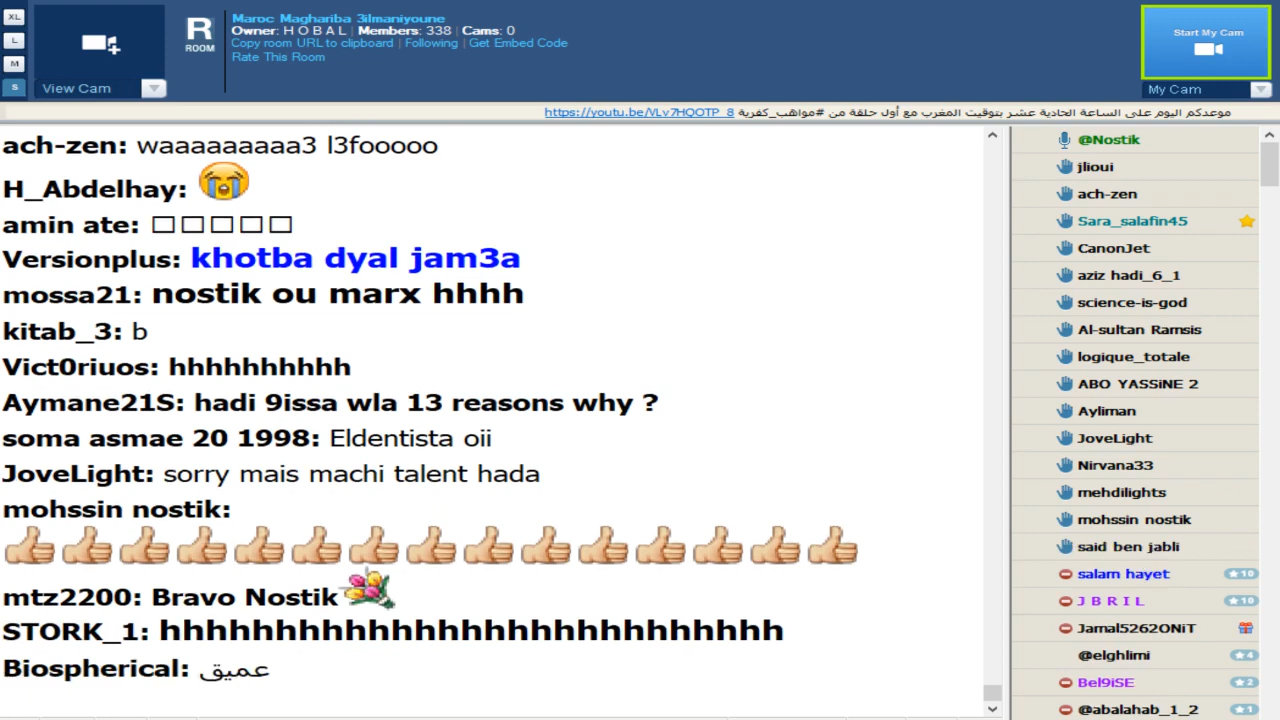 XL
L
M
S
View Cam
R
ROOM
Maroc Maghariba 3ilmaniyoune
Owner: H O B A L | Members: 338 | Cams: 0
Copy room URL to clipboard | Following | Get Embed Code
Rate This Room
Start My Cam
My Cam
موعدكم اليوم على الساعة الحادية عشر بتوقيت المغرب مع أول حلقة من #مواهب_كفرية https://youtu.be/VLv7HQOTP_8
ach-zen: waaaaaaaaa3 l3fooooo
H_Abdelhay:
amin ate: □□□□□
Versionplus: khotba dyal jam3a
mossa21: nostik ou marx hhhh
kitab_3: b
Vict0riuos: hhhhhhhhhh
Aymane21S: hadi 9issa wla 13 reasons why ?
soma asmae 20 1998: Eldentista oii
JoveLight: sorry mais machi talent hada
mohssin nostik:
mtz2200: Bravo Nostik
STORK_1: hhhhhhhhhhhhhhhhhhhhhhhhhhh
Biospherical: عميق
@Nostik
jlioui
ach-zen
Sara_salafin45
CanonJet
aziz hadi_6_1
science-is-god
Al-sultan Ramsis
logique_totale
ABO YASSiNE 2
Ayliman
JoveLight
Nirvana33
mehdilights
mohssin nostik
said ben jabli
salam hayet 10
J B R I L 10
Jamal5262ONiT
@elghlimi 4
Bel9iSE 2
@abalahab_1_2 1